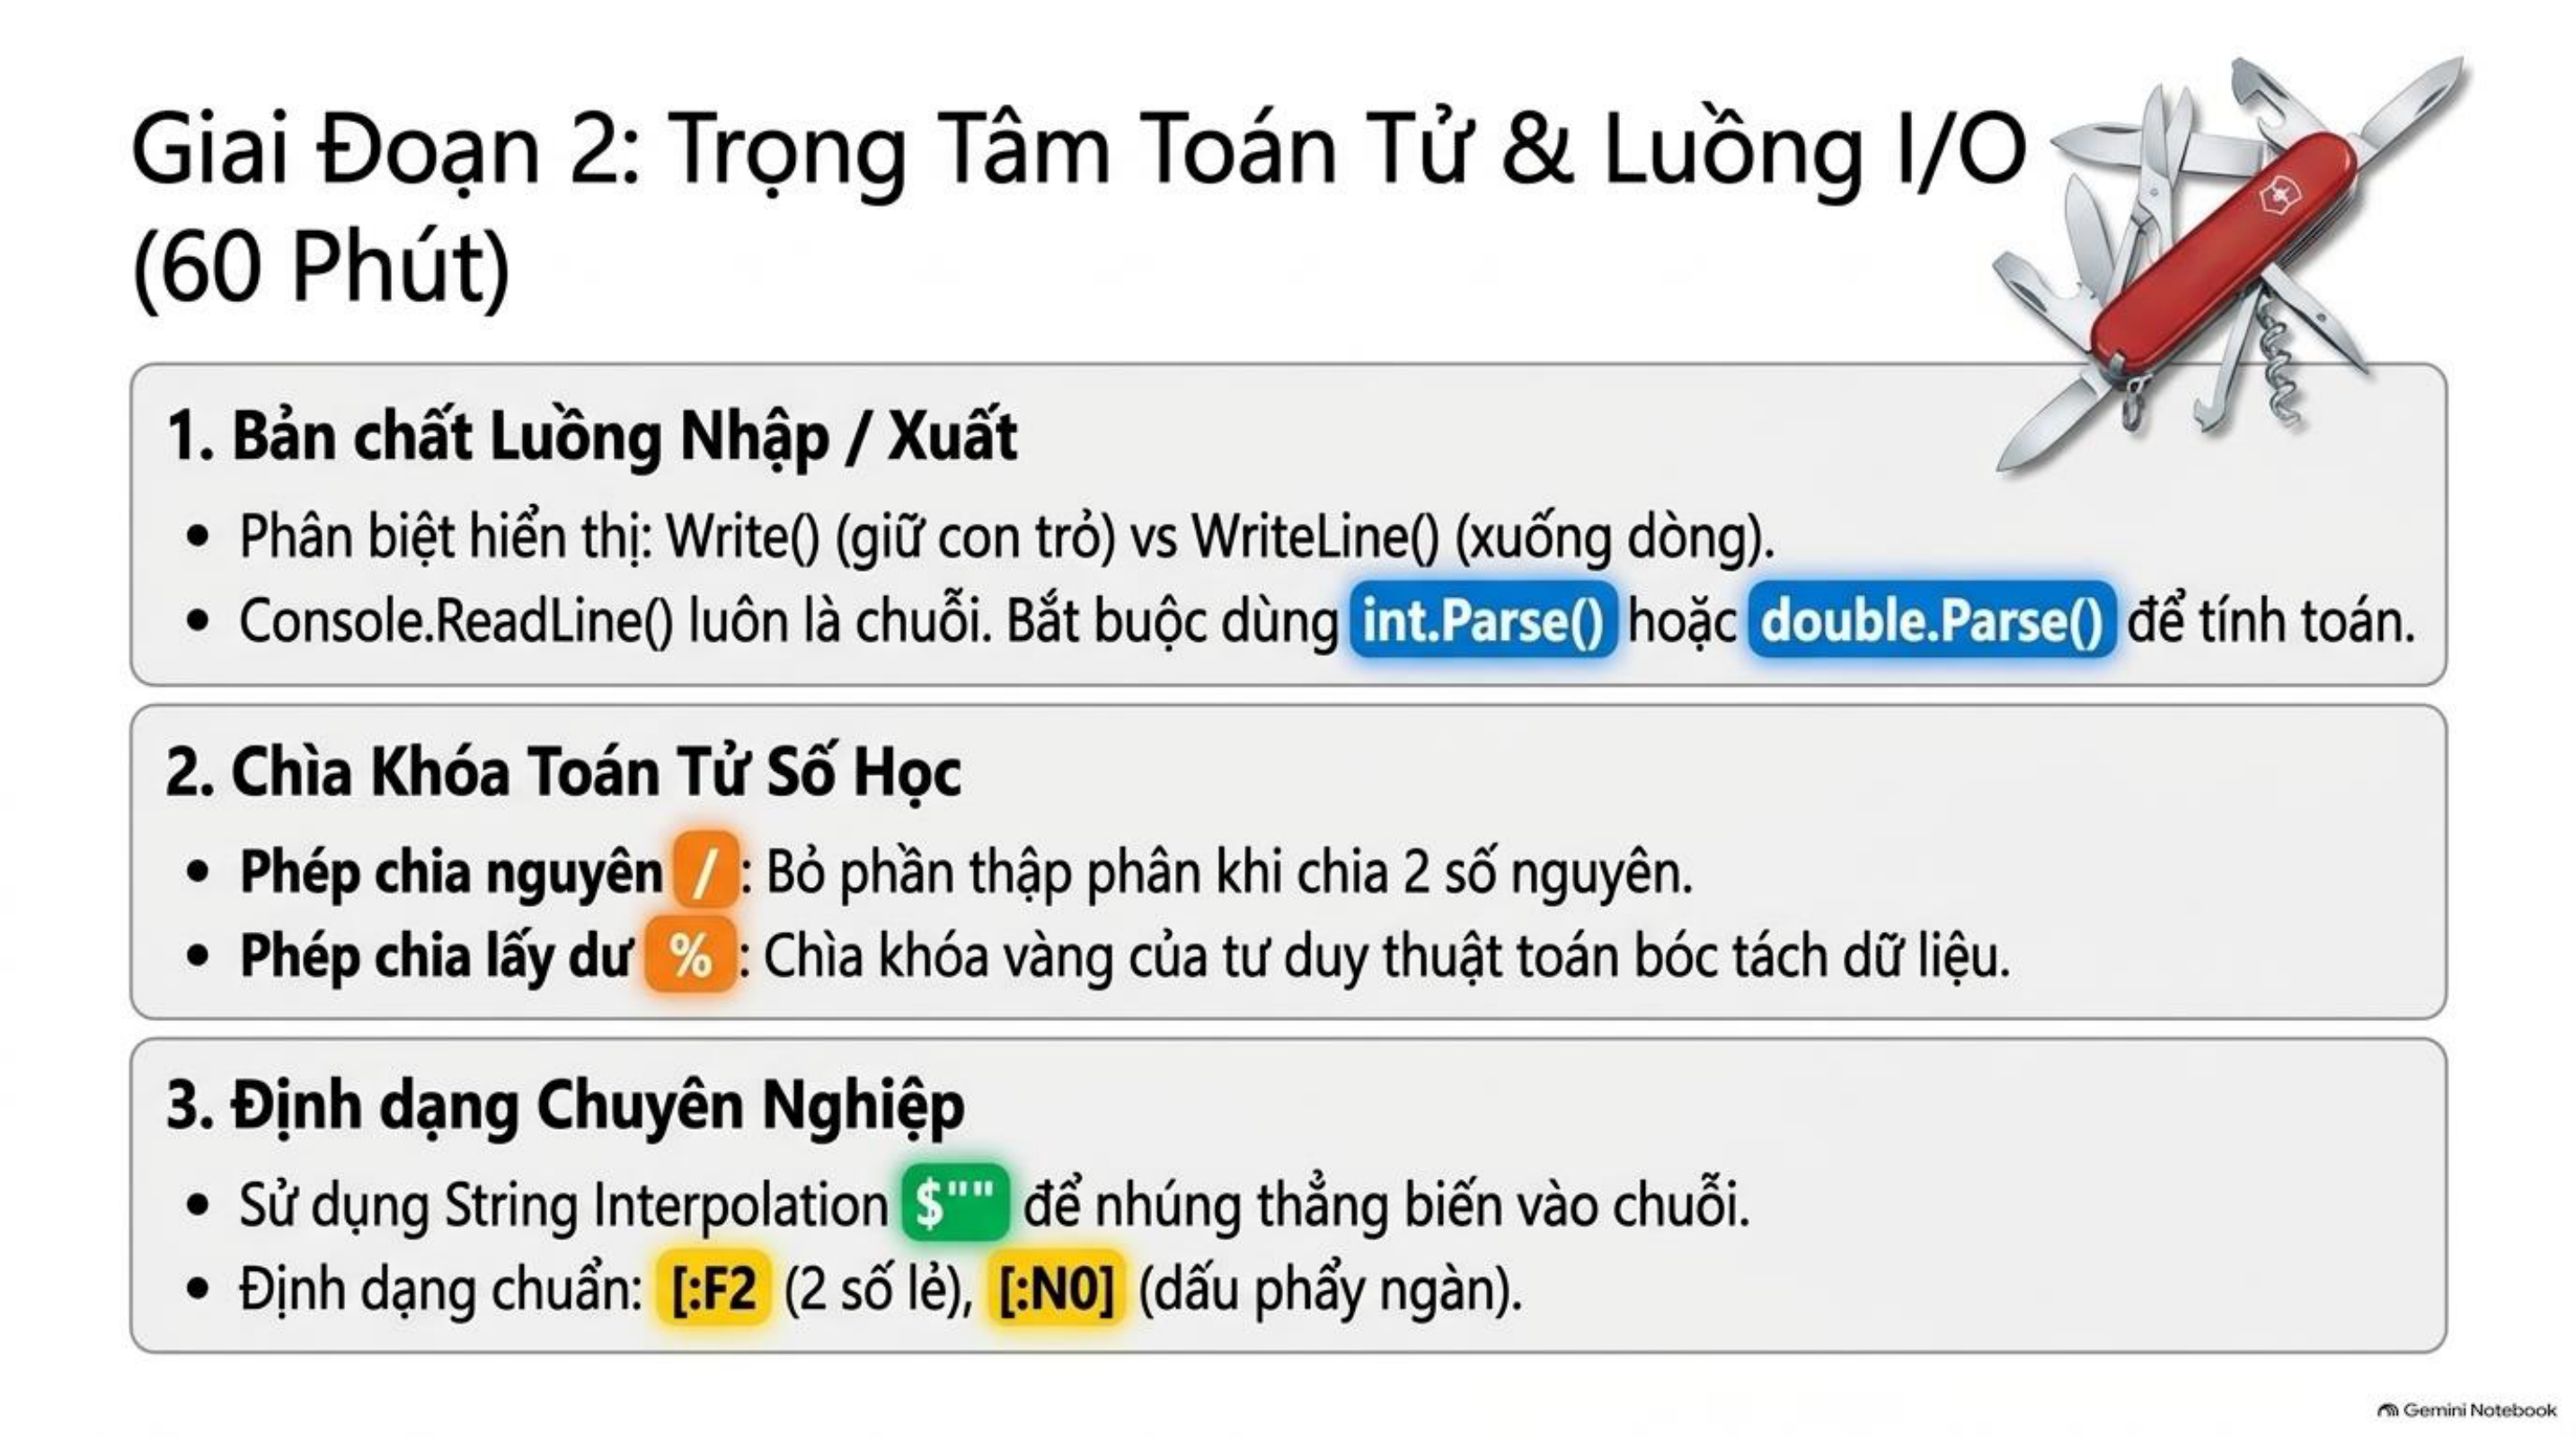 Giai Đoạn 2: Trọng Tâm Toán Tử & Luồng I/O
(60 Phút)
1. Bản chất Luồng Nhập / Xuất
• Phân biệt hiển thị: Write() (giữ con trỏ) vs WriteLine() (xuống dòng).
• Console.ReadLine() luôn là chuỗi. Bắt buộc dùng int.Parse() hoặc double.Parse() để tính toán.
2. Chìa Khóa Toán Tử Số Học
• Phép chia nguyên / : Bỏ phần thập phân khi chia 2 số nguyên.
• Phép chia lấy dư % : Chìa khóa vàng của tư duy thuật toán bóc tách dữ liệu.
3. Định dạng Chuyên Nghiệp
• Sử dụng String Interpolation $"" để nhúng thẳng biến vào chuỗi.
• Định dạng chuẩn: [:F2 (2 số lẻ), [:N0] (dấu phẩy ngàn).
Gemini Notebook